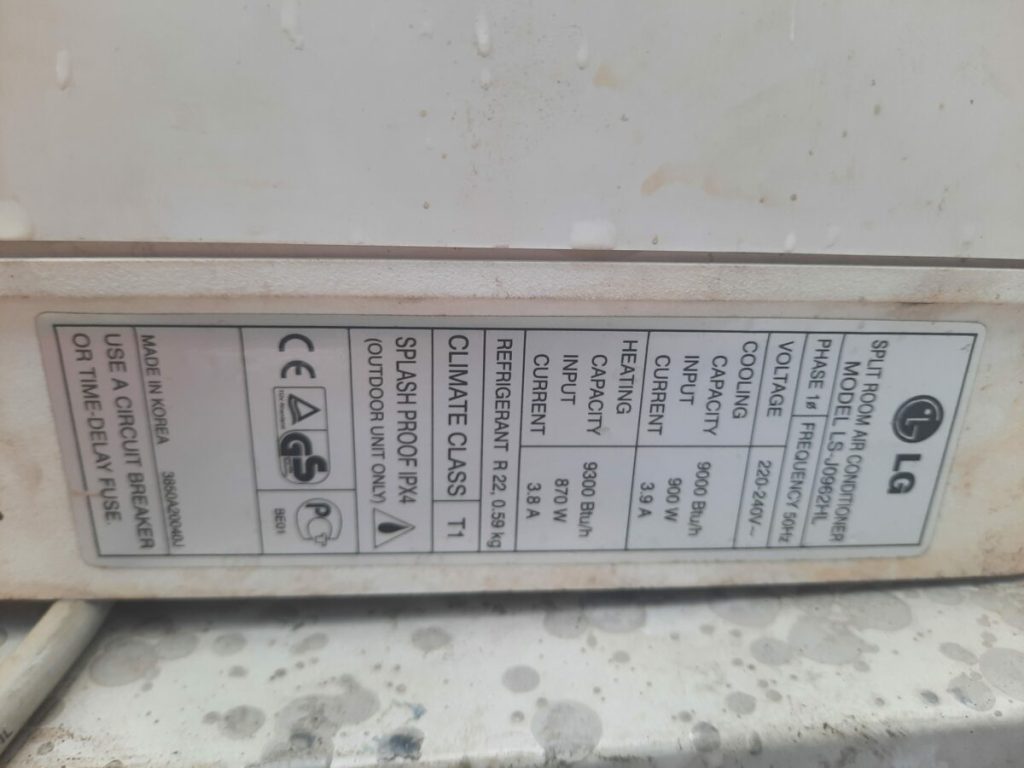 LG
SPLIT ROOM AIR CONDITIONER
MODEL LS-J0962HL
PHASE 1ø FREQUENCY 50Hz
VOLTAGE 220-240V~
COOLING
CAPACITY 9000 Btu/h
INPUT 900 W
CURRENT 3.9 A
HEATING
CAPACITY 9300 Btu/h
INPUT 870 W
CURRENT 3.8 A
REFRIGERANT R 22, 0.59 kg
CLIMATE CLASS T1
SPLASH PROOF IPX4
(OUTDOOR UNIT ONLY)
CE GS PC
BE01
MADE IN KOREA 3850A20040J
USE A CIRCUIT BREAKER
OR TIME-DELAY FUSE.